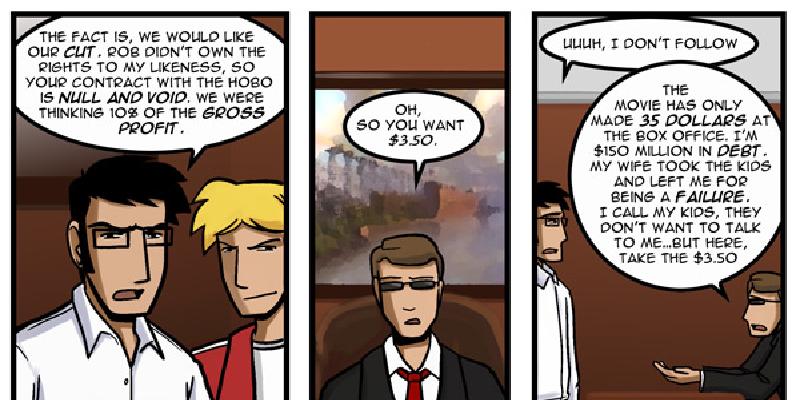 THE FACT IS, WE WOULD LIKE
OUR CUT. ROB DIDN'T OWN THE
RIGHTS TO MY LIKENESS, SO
YOUR CONTRACT WITH THE HOBO
IS NULL AND VOID. WE WERE
THINKING 10% OF THE GROSS
PROFIT.
OH,
SO YOU WANT
$3.50.
UUUH, I DON'T FOLLOW
THE
MOVIE HAS ONLY
MADE 35 DOLLARS AT
THE BOX OFFICE. I'M
$150 MILLION IN DEBT.
MY WIFE TOOK THE KIDS
AND LEFT ME FOR
BEING A FAILURE.
I CALL MY KIDS, THEY
DON'T WANT TO TALK
TO ME...BUT HERE,
TAKE THE $3.50